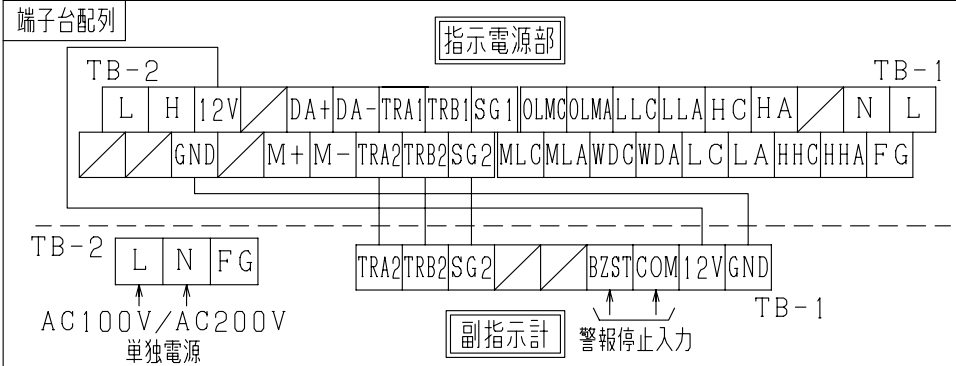 端子台配列
指示電源部
TB-2
TB-1
L H 12V DA+ DA- TRA1 TRB1 SG1 OLMC OLMA LLC LLA HC HA N L
GND M+ M- TRA2 TRB2 SG2 MLC MLA WDC WDA LC LA HHC HHA FG
TB-2
L N FG
TRA2 TRB2 SG2 BZST COM 12V GND
TB-1
AC100V/AC200V
単独電源
副指示計
警報停止入力